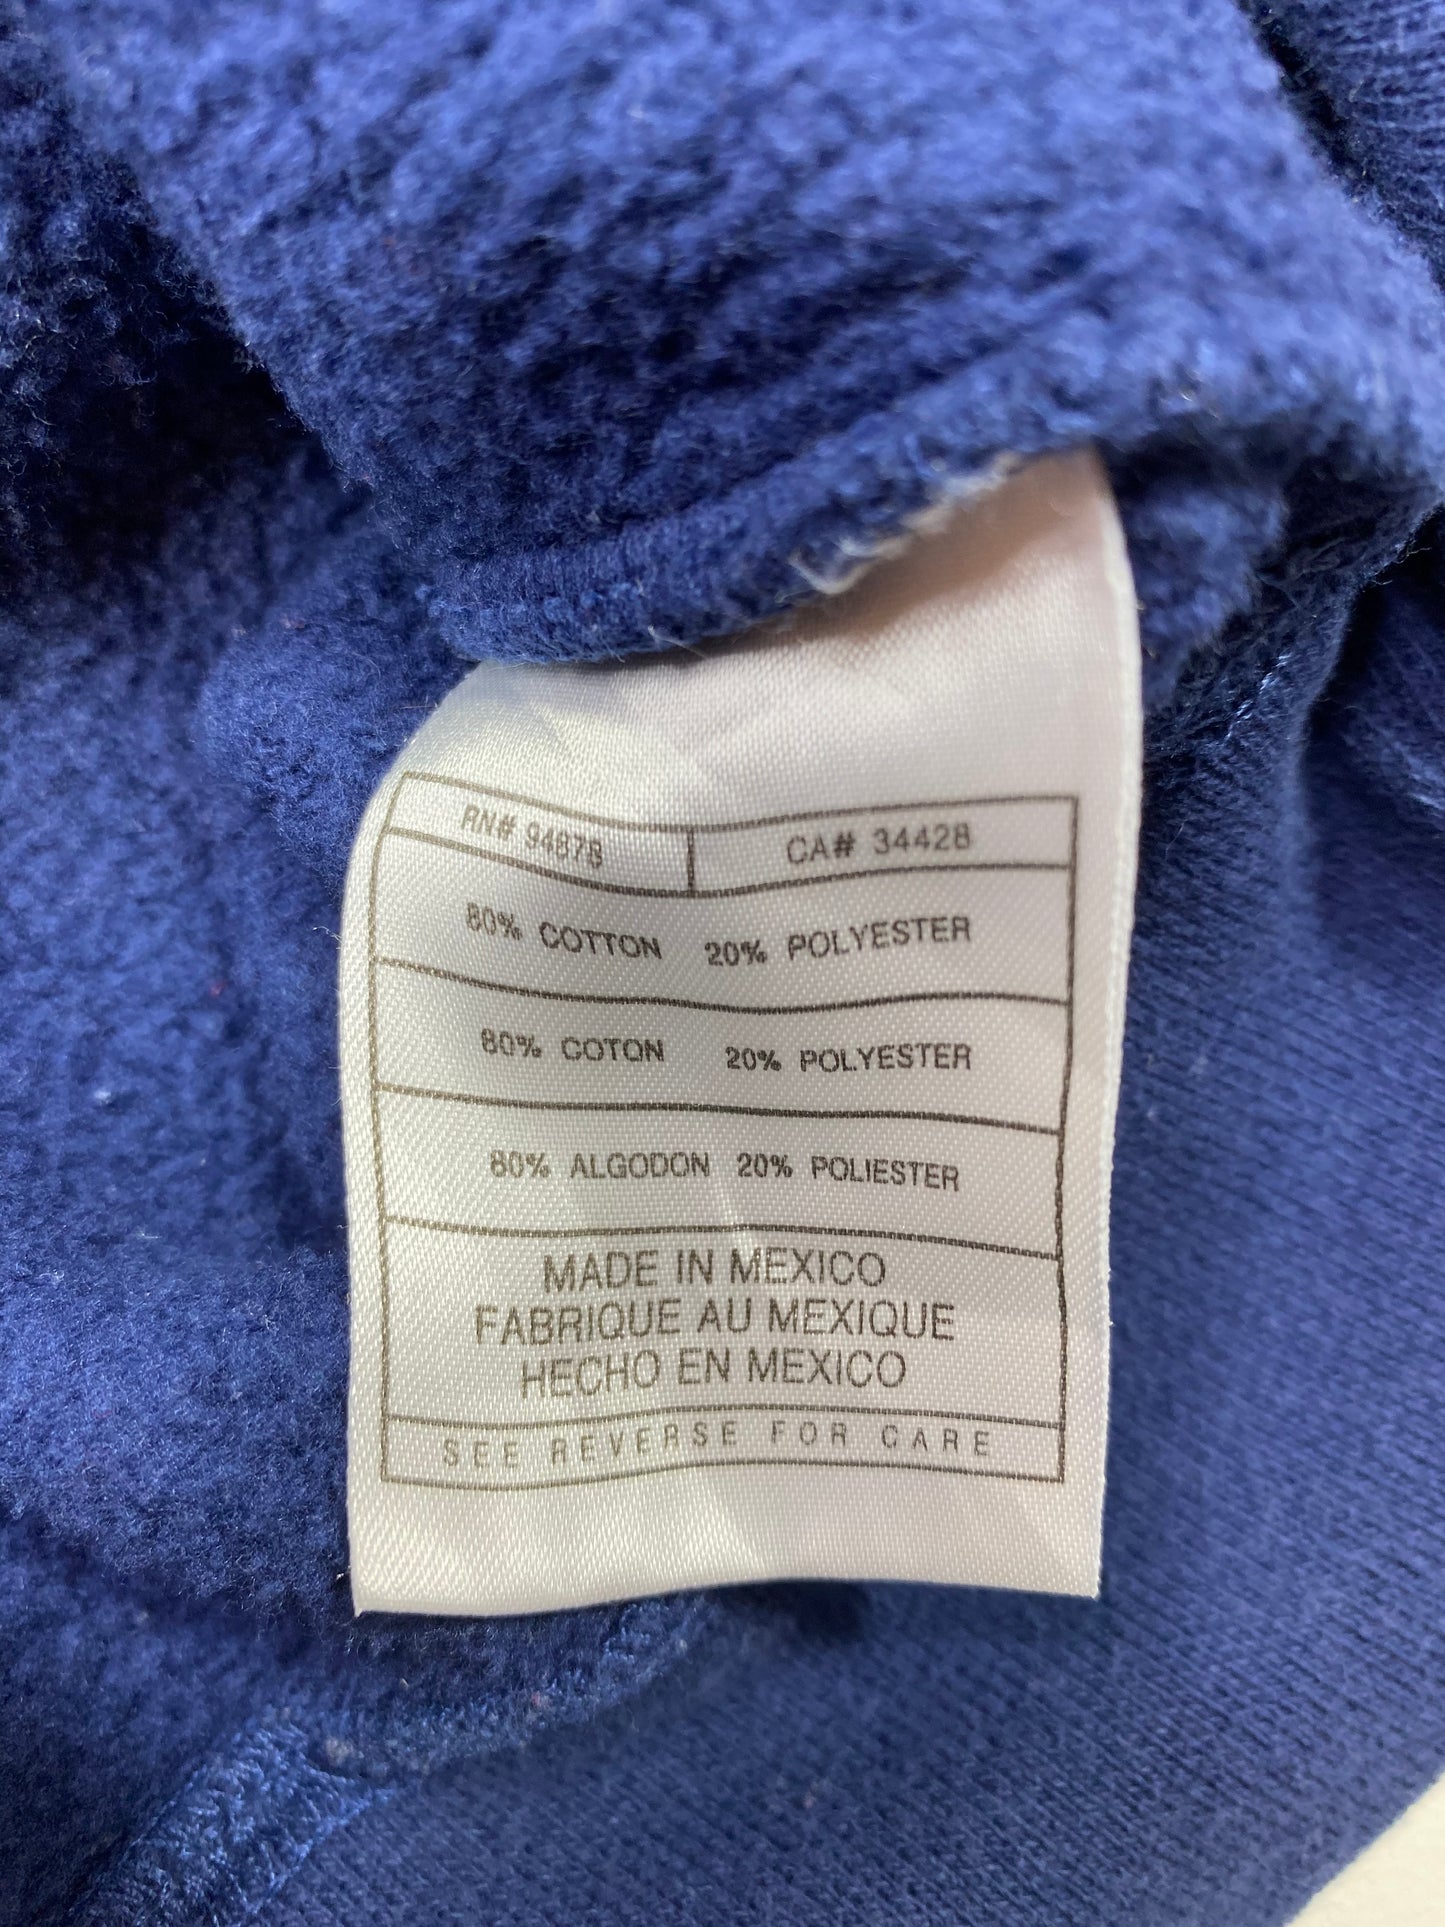 RN# 94878 CA# 34428
80% COTTON 20% POLYESTER
80% COTON 20% POLYESTER
80% ALGODON 20% POLIESTER
MADE IN MEXICO
FABRIQUE AU MEXIQUE
HECHO EN MEXICO
SEE REVERSE FOR CARE